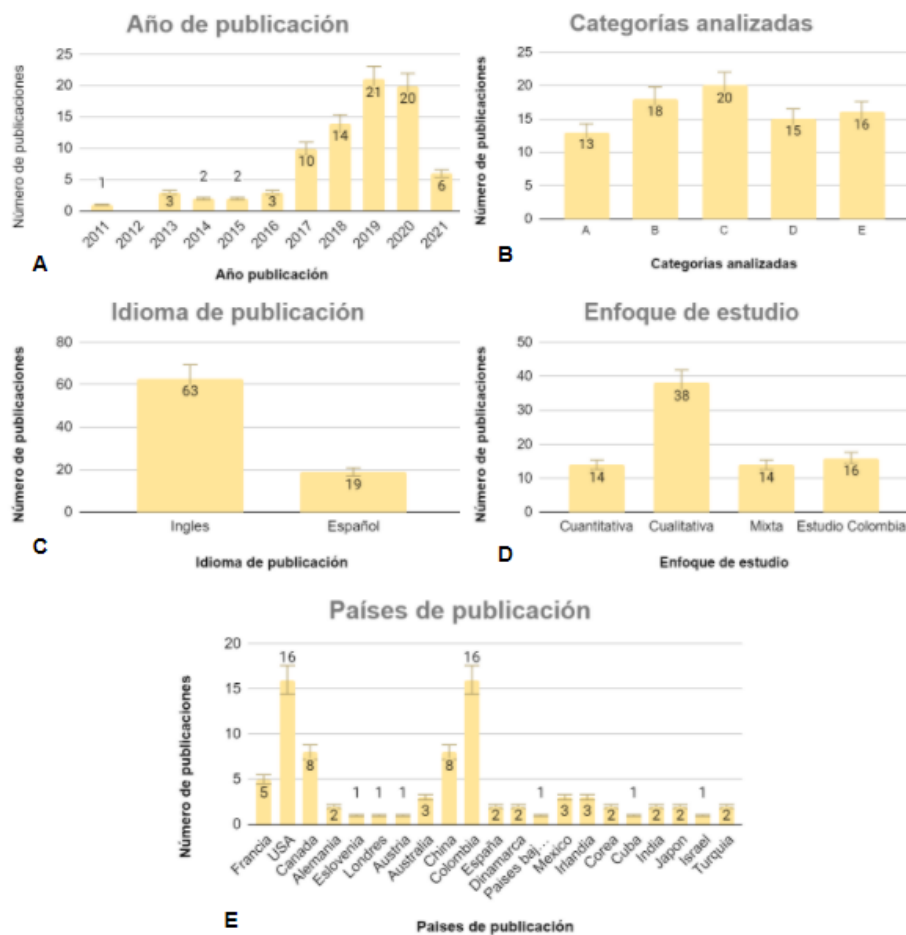 Año de publicación
Número de publicaciones
25
20
15
10
5
0
1
3
2
2
3
10
14
21
20
6
2011
2012
2013
2014
2015
2016
2017
2018
2019
2020
2021
A
Año publicación
Categorías analizadas
Número de publicaciones
25
20
15
10
5
0
13
18
20
15
16
A
B
C
D
E
B
Categorías analizadas
Idioma de publicación
Número de publicaciones
80
60
40
20
0
63
19
Ingles
Español
C
Idioma de publicación
Enfoque de estudio
Número de publicaciones
50
40
30
20
10
0
14
38
14
16
Cuantitativa
Cualitativa
Mixta
Estudio Colombia
D
Enfoque de estudio
Países de publicación
Número de publicaciones
20
15
10
5
0
5
16
8
2
1
1
1
3
8
16
2
2
1
3
3
2
1
2
2
1
2
Francia
USA
Canada
Alemania
Eslovenia
Londres
Austria
Australia
China
Colombia
España
Dinamarca
Paises baj...
Mexico
Irlandia
Corea
Cuba
India
Japon
Israel
Turquia
E
Países de publicación